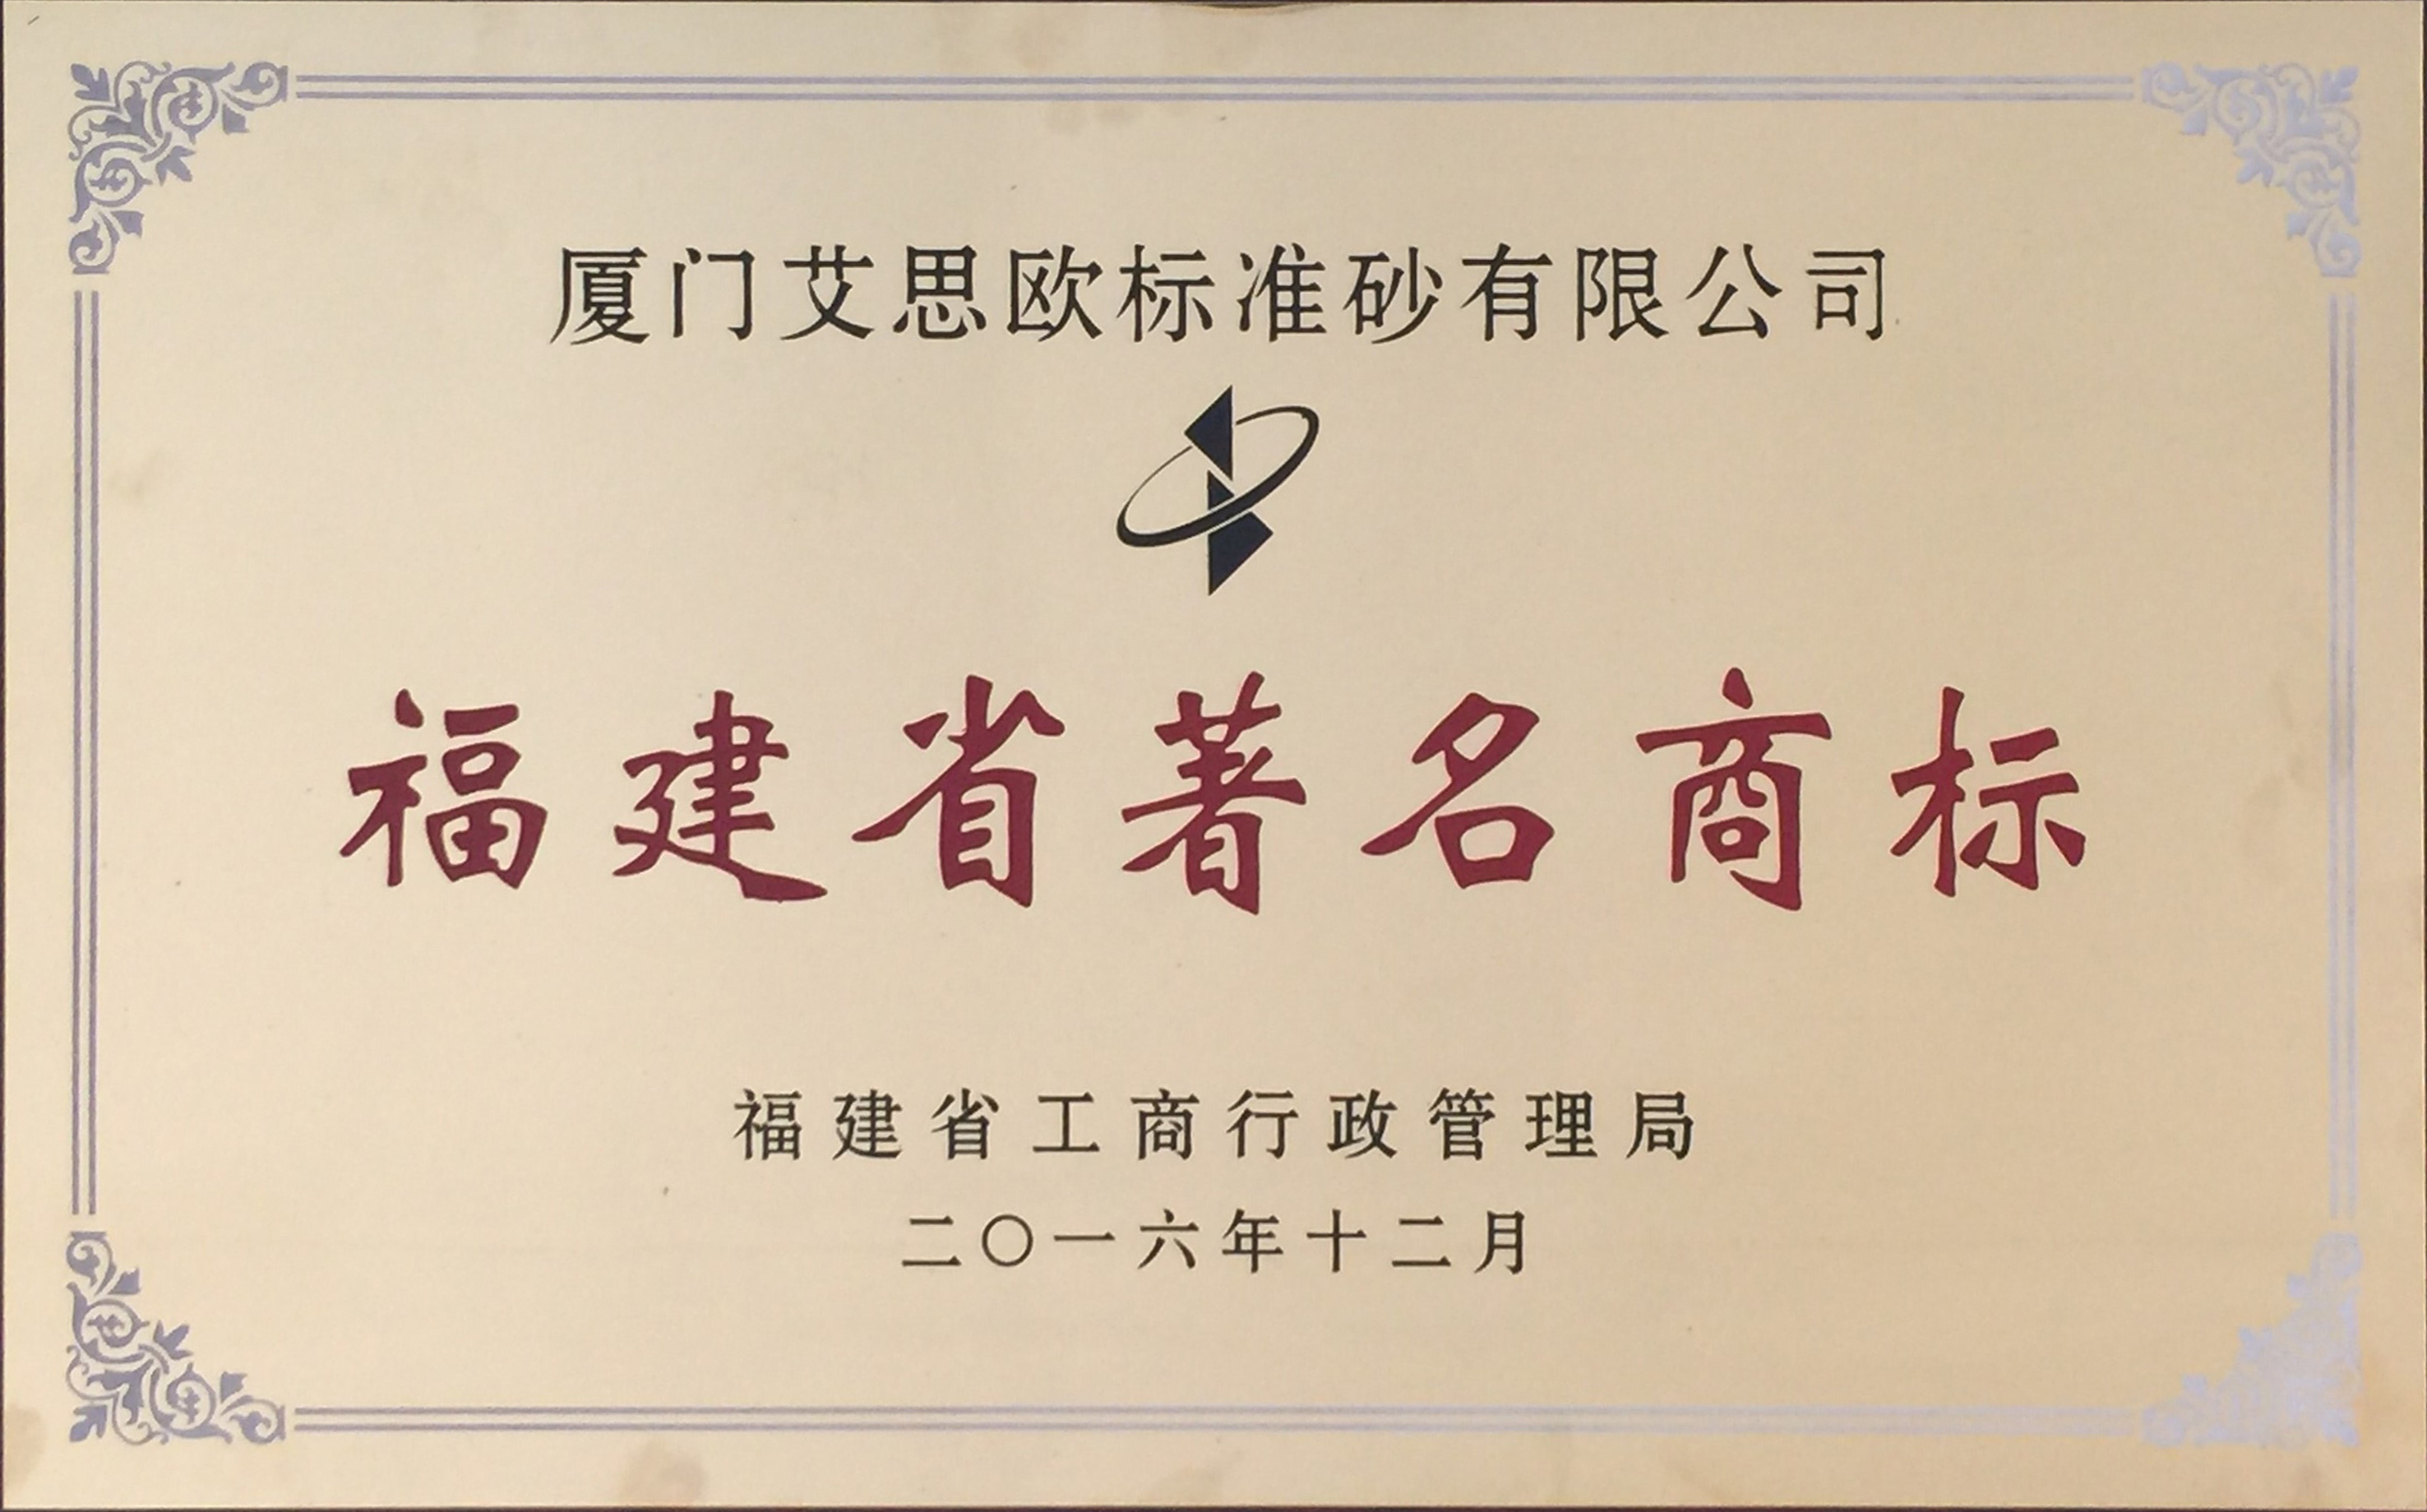 厦门艾思欧标准砂有限公司
福建省著名商标
福建省工商行政管理局
二〇一六年十二月